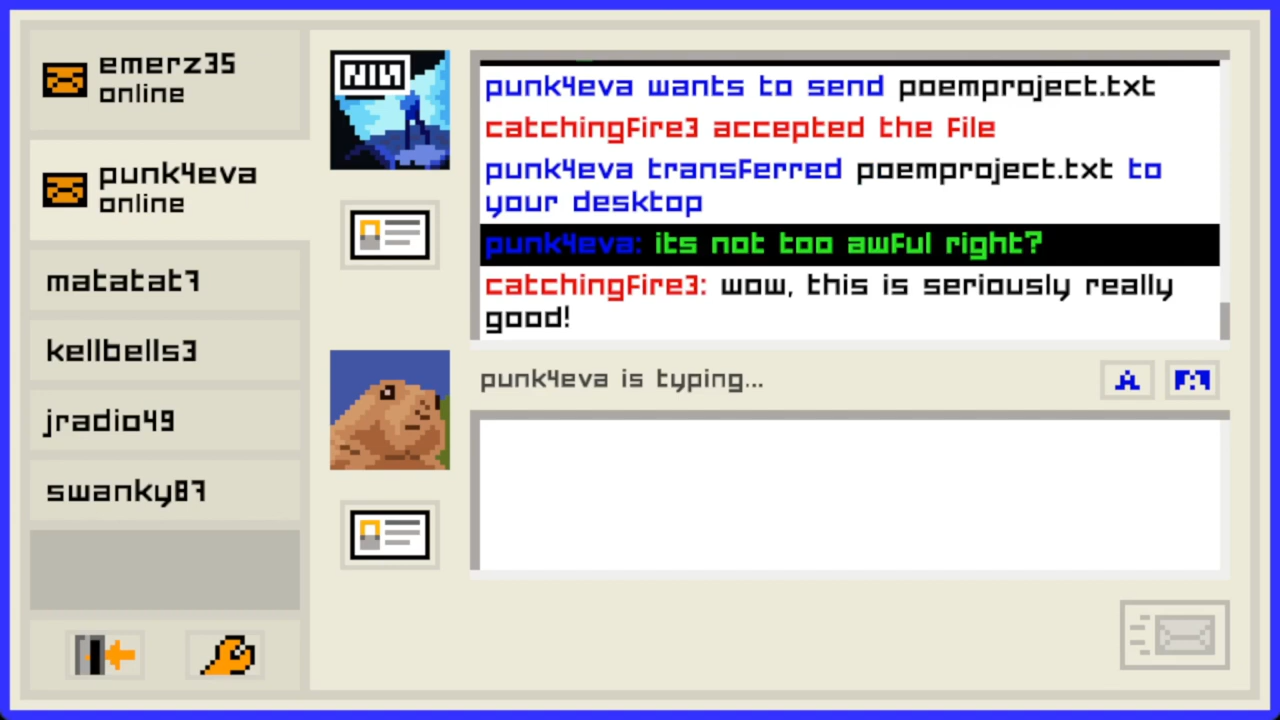 emerz35
online
punk4eva
online
matatat7
kellbells3
jradio49
swanky87
NIN
punk4eva wants to send poemproject.txt
catchingFire3 accepted the File
punk4eva transferred poemproject.txt to
your desktop
punk4eva: its not too awful right?
catchingFire3: wow, this is seriously really
good!
punk4eva is typing...
A